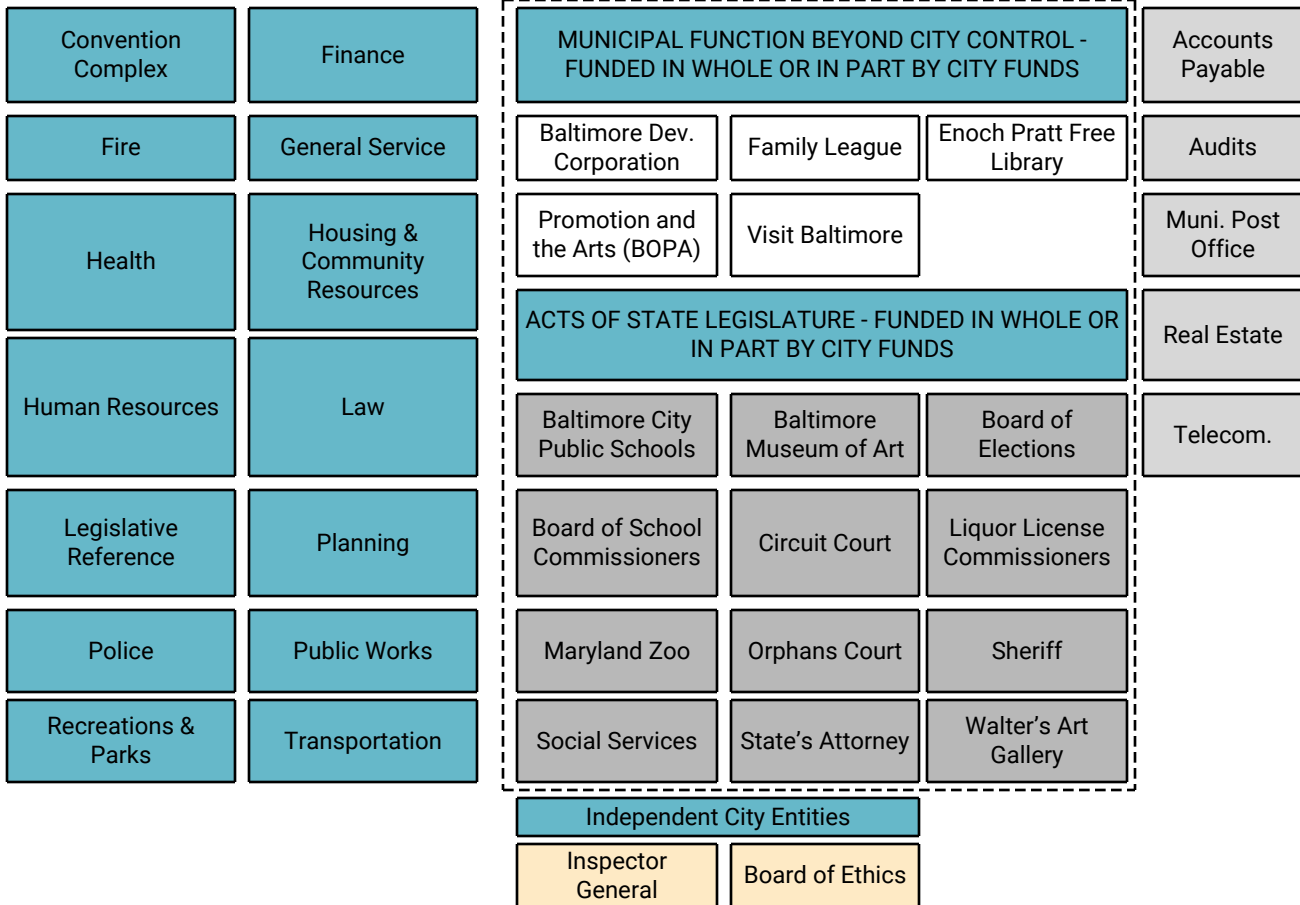 Convention
Complex
Finance
MUNICIPAL FUNCTION BEYOND CITY CONTROL -
FUNDED IN WHOLE OR IN PART BY CITY FUNDS
Accounts
Payable
Fire
General Service
Baltimore Dev.
Corporation
Family League
Enoch Pratt Free
Library
Audits
Health
Housing &
Community
Resources
Promotion and
the Arts (BOPA)
Visit Baltimore
Muni. Post
Office
ACTS OF STATE LEGISLATURE - FUNDED IN WHOLE OR
IN PART BY CITY FUNDS
Real Estate
Human Resources
Law
Baltimore City
Public Schools
Baltimore
Museum of Art
Board of
Elections
Telecom.
Legislative
Reference
Planning
Board of School
Commissioners
Circuit Court
Liquor License
Commissioners
Police
Public Works
Maryland Zoo
Orphans Court
Sheriff
Recreations &
Parks
Transportation
Social Services
State’s Attorney
Walter’s Art
Gallery
Independent City Entities
Inspector
General
Board of Ethics